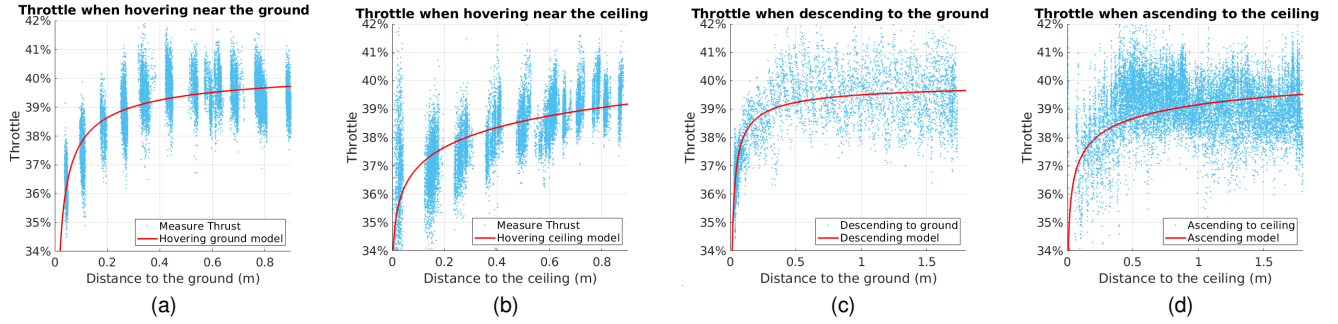 Throttle when hovering near the ground
42%
41%
40%
39%
38%
37%
36%
35%
34%
Throttle
0
0.2
0.4
0.6
0.8
Distance to the ground (m)
Measure Thrust
Hovering ground model
(a)
Throttle when hovering near the ceiling
42%
41%
40%
39%
38%
37%
36%
35%
34%
Throttle
0
0.2
0.4
0.6
0.8
Distance to the ceiling (m)
Measure Thrust
Hovering ceiling model
(b)
Throttle when descending to the ground
42%
41%
40%
39%
38%
37%
36%
35%
34%
Throttle
0
0.5
1
1.5
Distance to the ground (m)
Descending to ground
Descending model
(c)
Throttle when ascending to the ceiling
42%
41%
40%
39%
38%
37%
36%
35%
34%
Throttle
0
0.5
1
1.5
Distance to the ceiling (m)
Ascending to ceiling
Ascending model
(d)